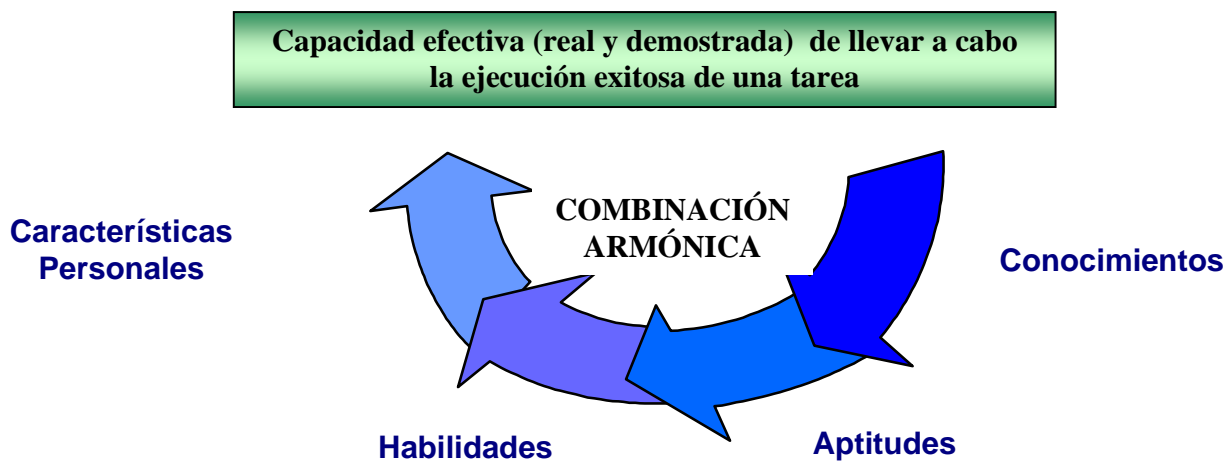 Capacidad efectiva (real y demostrada) de llevar a cabo
la ejecución exitosa de una tarea
COMBINACIÓN
ARMÓNICA
Características
Personales
Conocimientos
Habilidades
Aptitudes